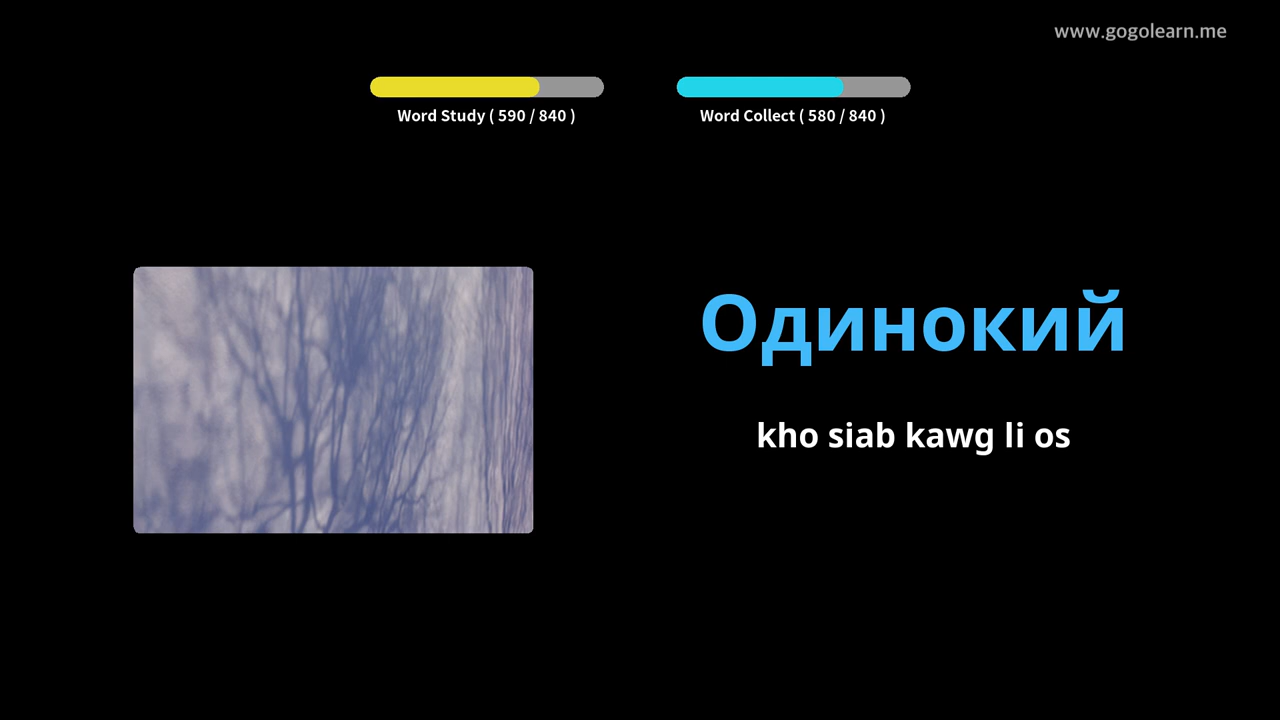 www.gogolearn.me
Word Study ( 590 / 840 )
Word Collect ( 580 / 840 )
Одинокий
kho siab kawg li os